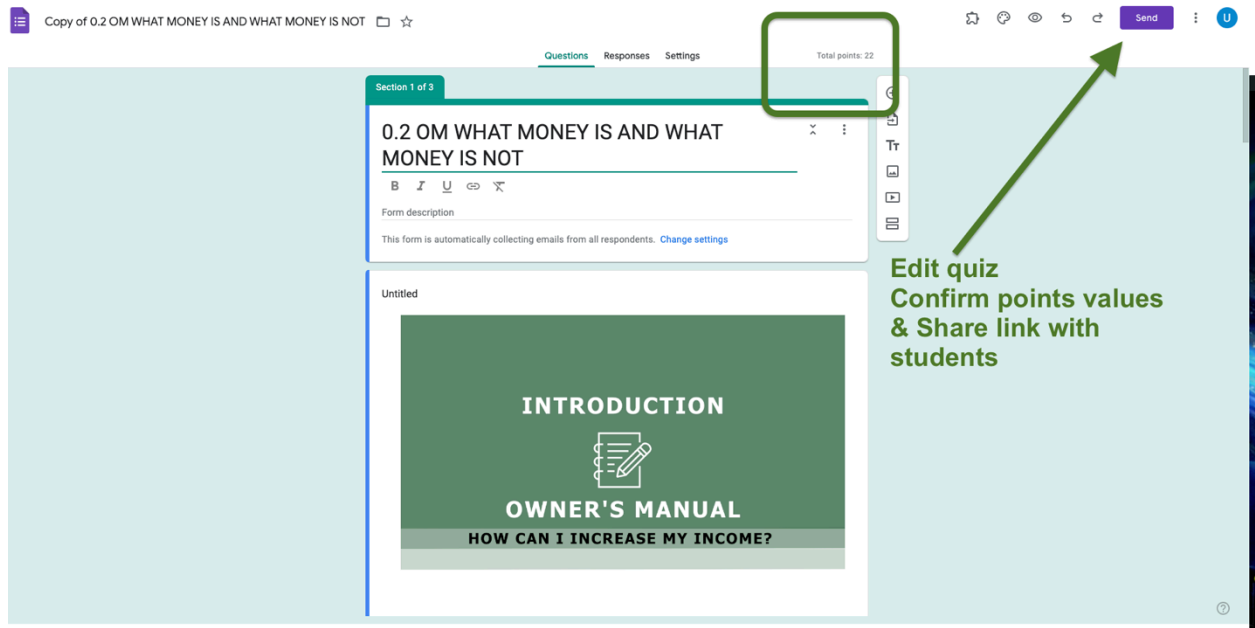 Copy of 0.2 OM WHAT MONEY IS AND WHAT MONEY IS NOT
Send
U
Questions Responses Settings
Total points: 22
Section 1 of 3
0.2 OM WHAT MONEY IS AND WHAT
MONEY IS NOT
B I U
Tт
Form description
This form is automatically collecting emails from all respondents. Change settings
Edit quiz
Confirm points values
& Share link with
students
Untitled
INTRODUCTION
OWNER'S MANUAL
HOW CAN I INCREASE MY INCOME?